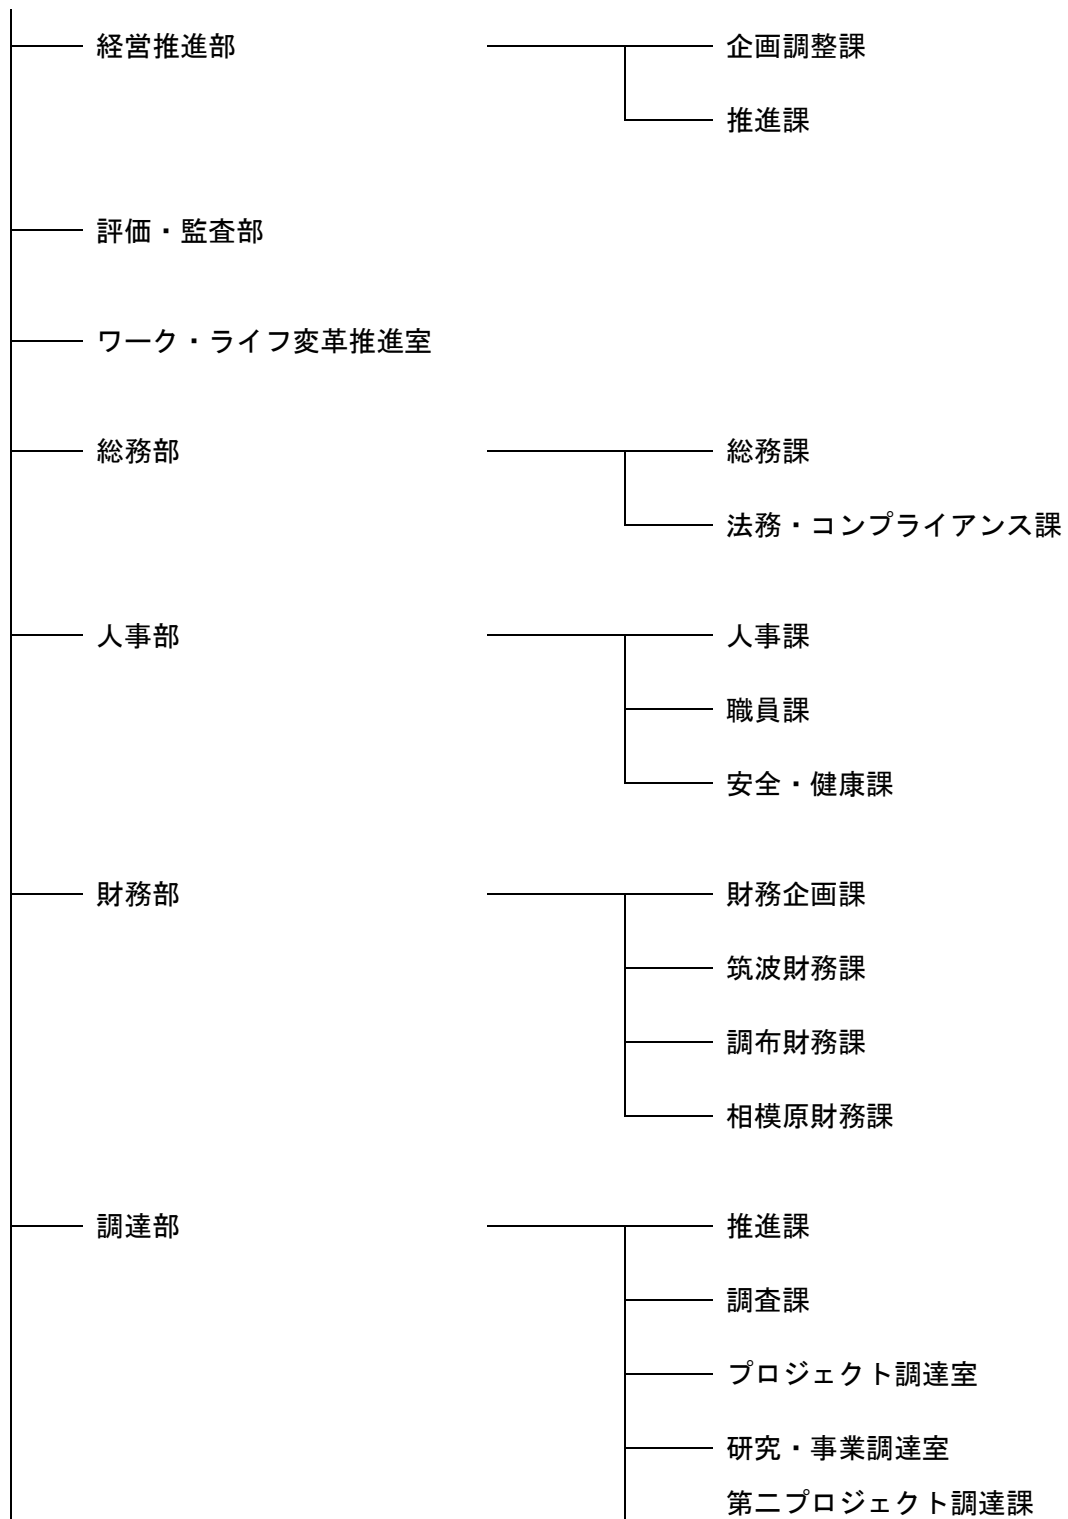 経営推進部 企画調整課
推進課
評価・監査部
ワーク・ライフ変革推進室
総務部 総務課
法務・コンプライアンス課
人事部 人事課
職員課
安全・健康課
財務部 財務企画課
筑波財務課
調布財務課
相模原財務課
調達部 推進課
調査課
プロジェクト調達室
研究・事業調達室
第二プロジェクト調達課